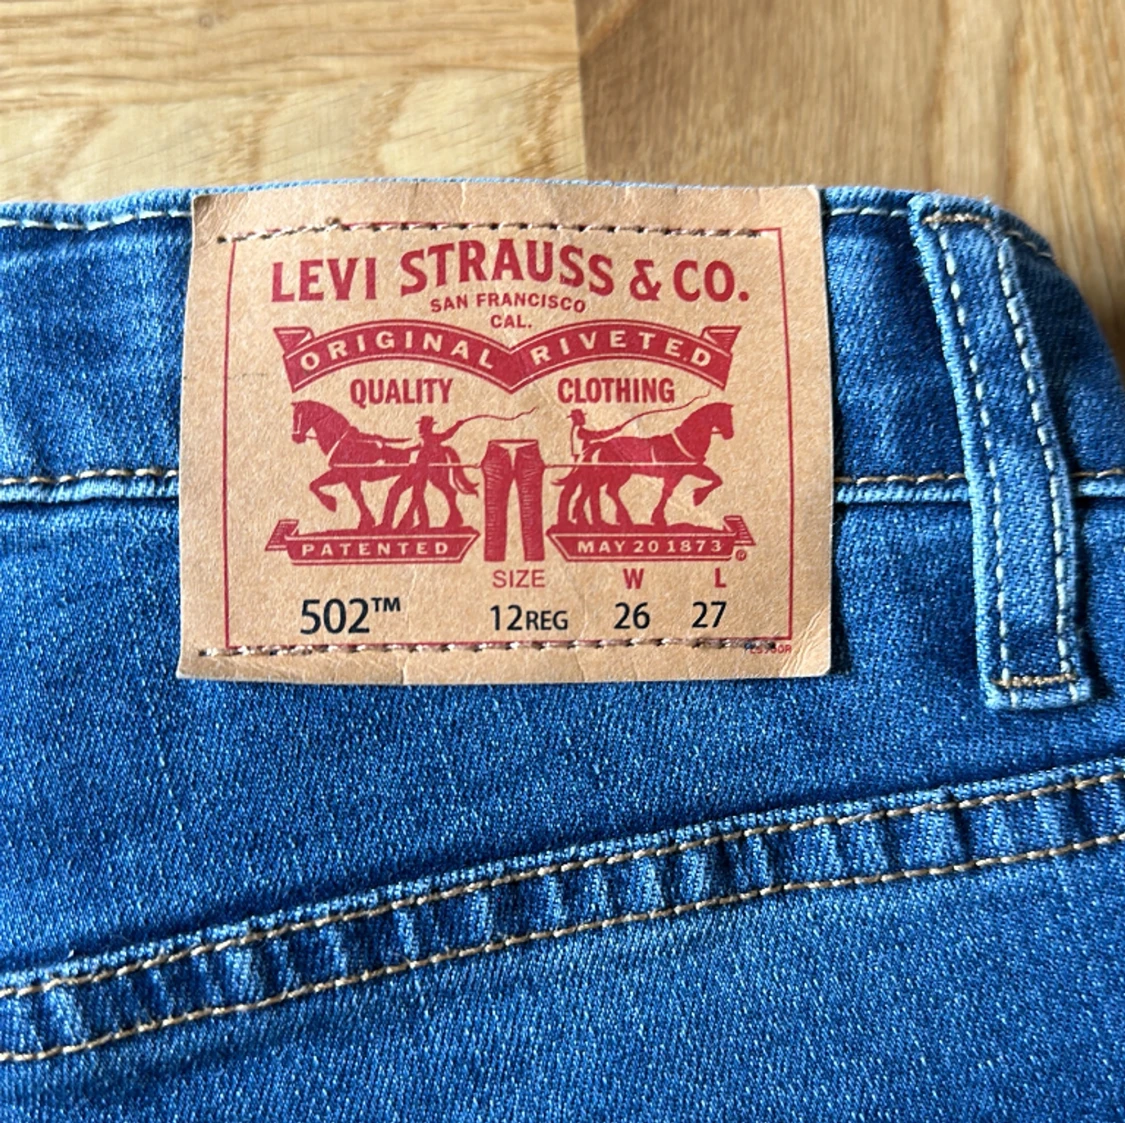 LEVI STRAUSS & CO.
SAN FRANCISCO
CAL.
ORIGINAL RIVETED
QUALITY CLOTHING
PATENTED MAY 20 1873 ®
SIZE W L
502™ 12REG 26 27